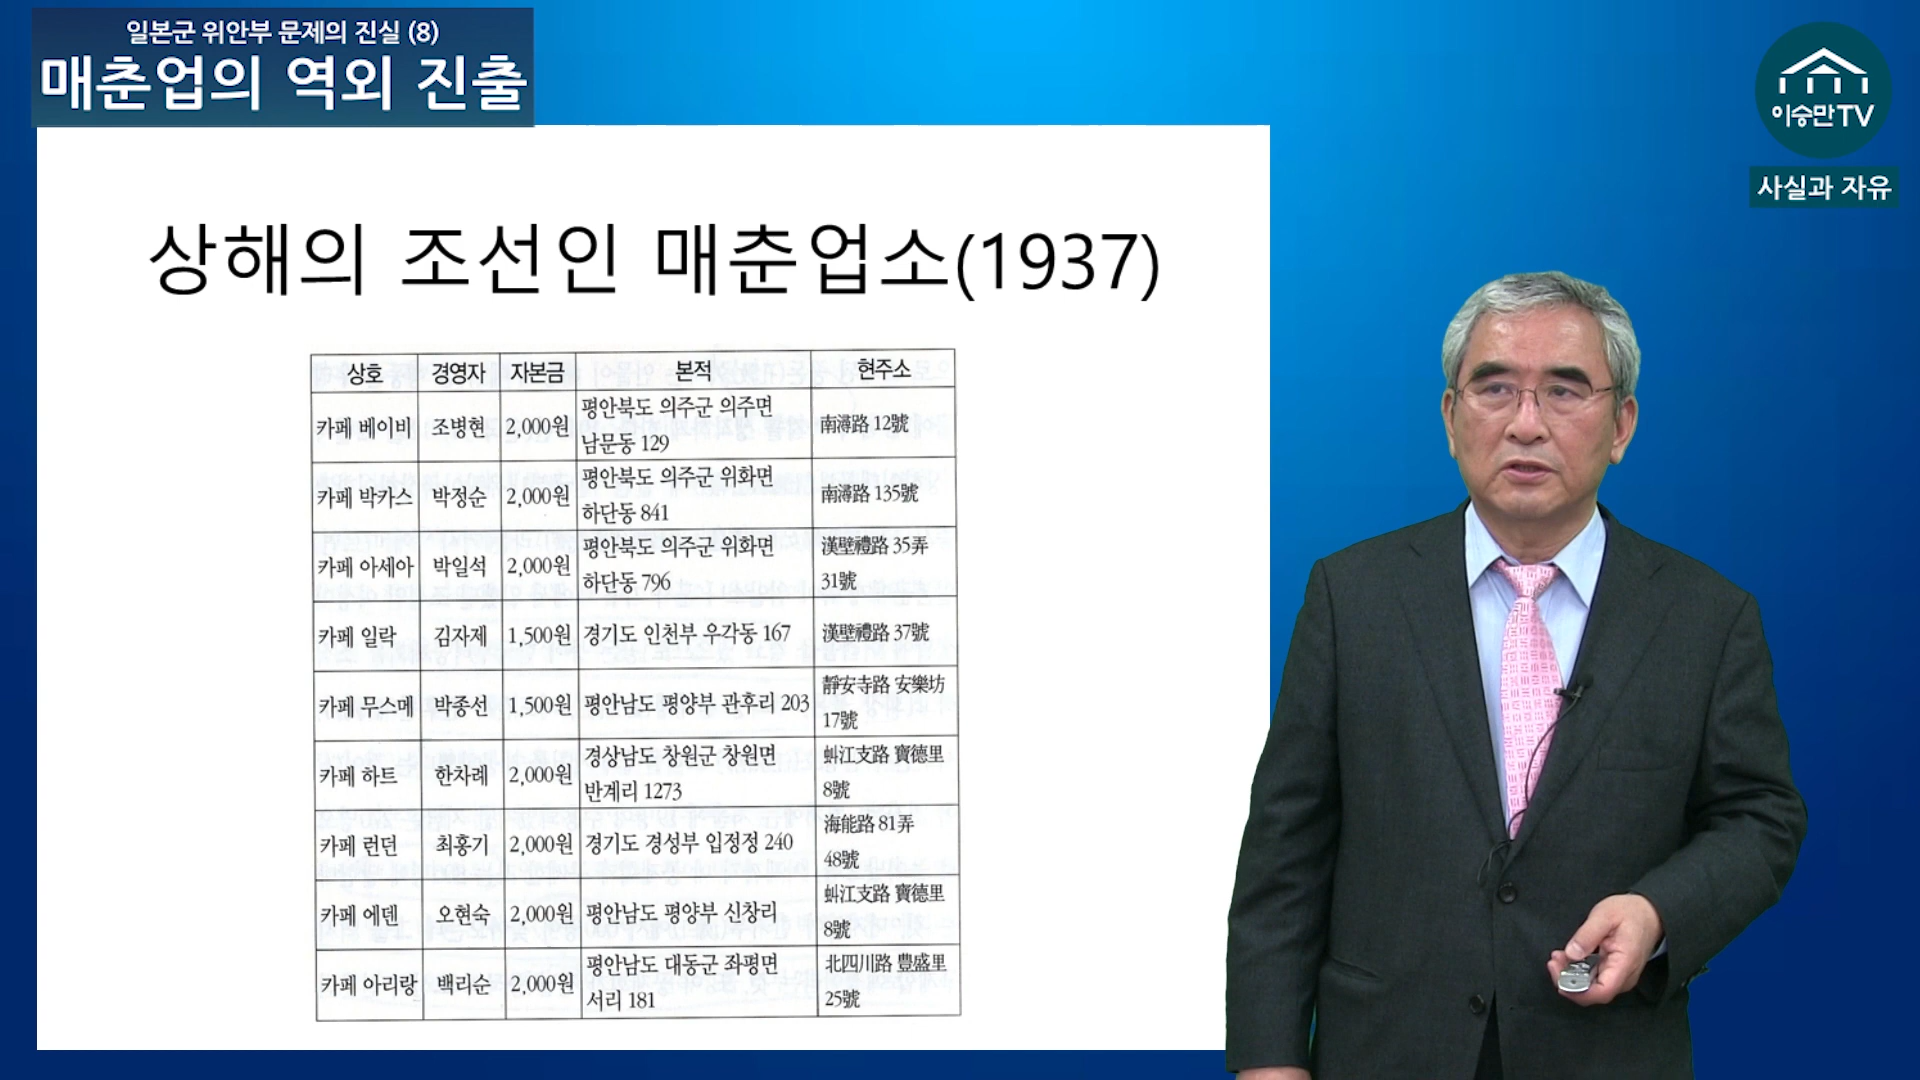 일본군 위안부 문제의 진실 (8)
매춘업의 역외 진출
이승만TV
사실과 자유
상해의 조선인 매춘업소(1937)
상호 경영자 자본금 본적 현주소
카페 베이비 조병현 2,000원 평안북도 의주군 의주면 남문동 129 南潯路 12號
카페 박카스 박정순 2,000원 평안북도 의주군 위화면 하단동 841 南潯路 135號
카페 아세아 박일석 2,000원 평안북도 의주군 위화면 하단동 796 漢壁禮路 35弄 31號
카페 일락 김자제 1,500원 경기도 인천부 우각동 167 漢壁禮路 37號
카페 무스메 박종선 1,500원 평안남도 평양부 관후리 203 靜安寺路 安樂坊 17號
카페 하트 한차례 2,000원 경상남도 창원군 창원면 반계리 1273 虯江支路 寶德里 8號
카페 런던 최홍기 2,000원 경기도 경성부 입정정 240 海能路 81弄 48號
카페 에덴 오현숙 2,000원 평안남도 평양부 신창리 虯江支路 寶德里 8號
카페 아리랑 백리순 2,000원 평안남도 대동군 좌평면 서리 181 北四川路 豊盛里 25號